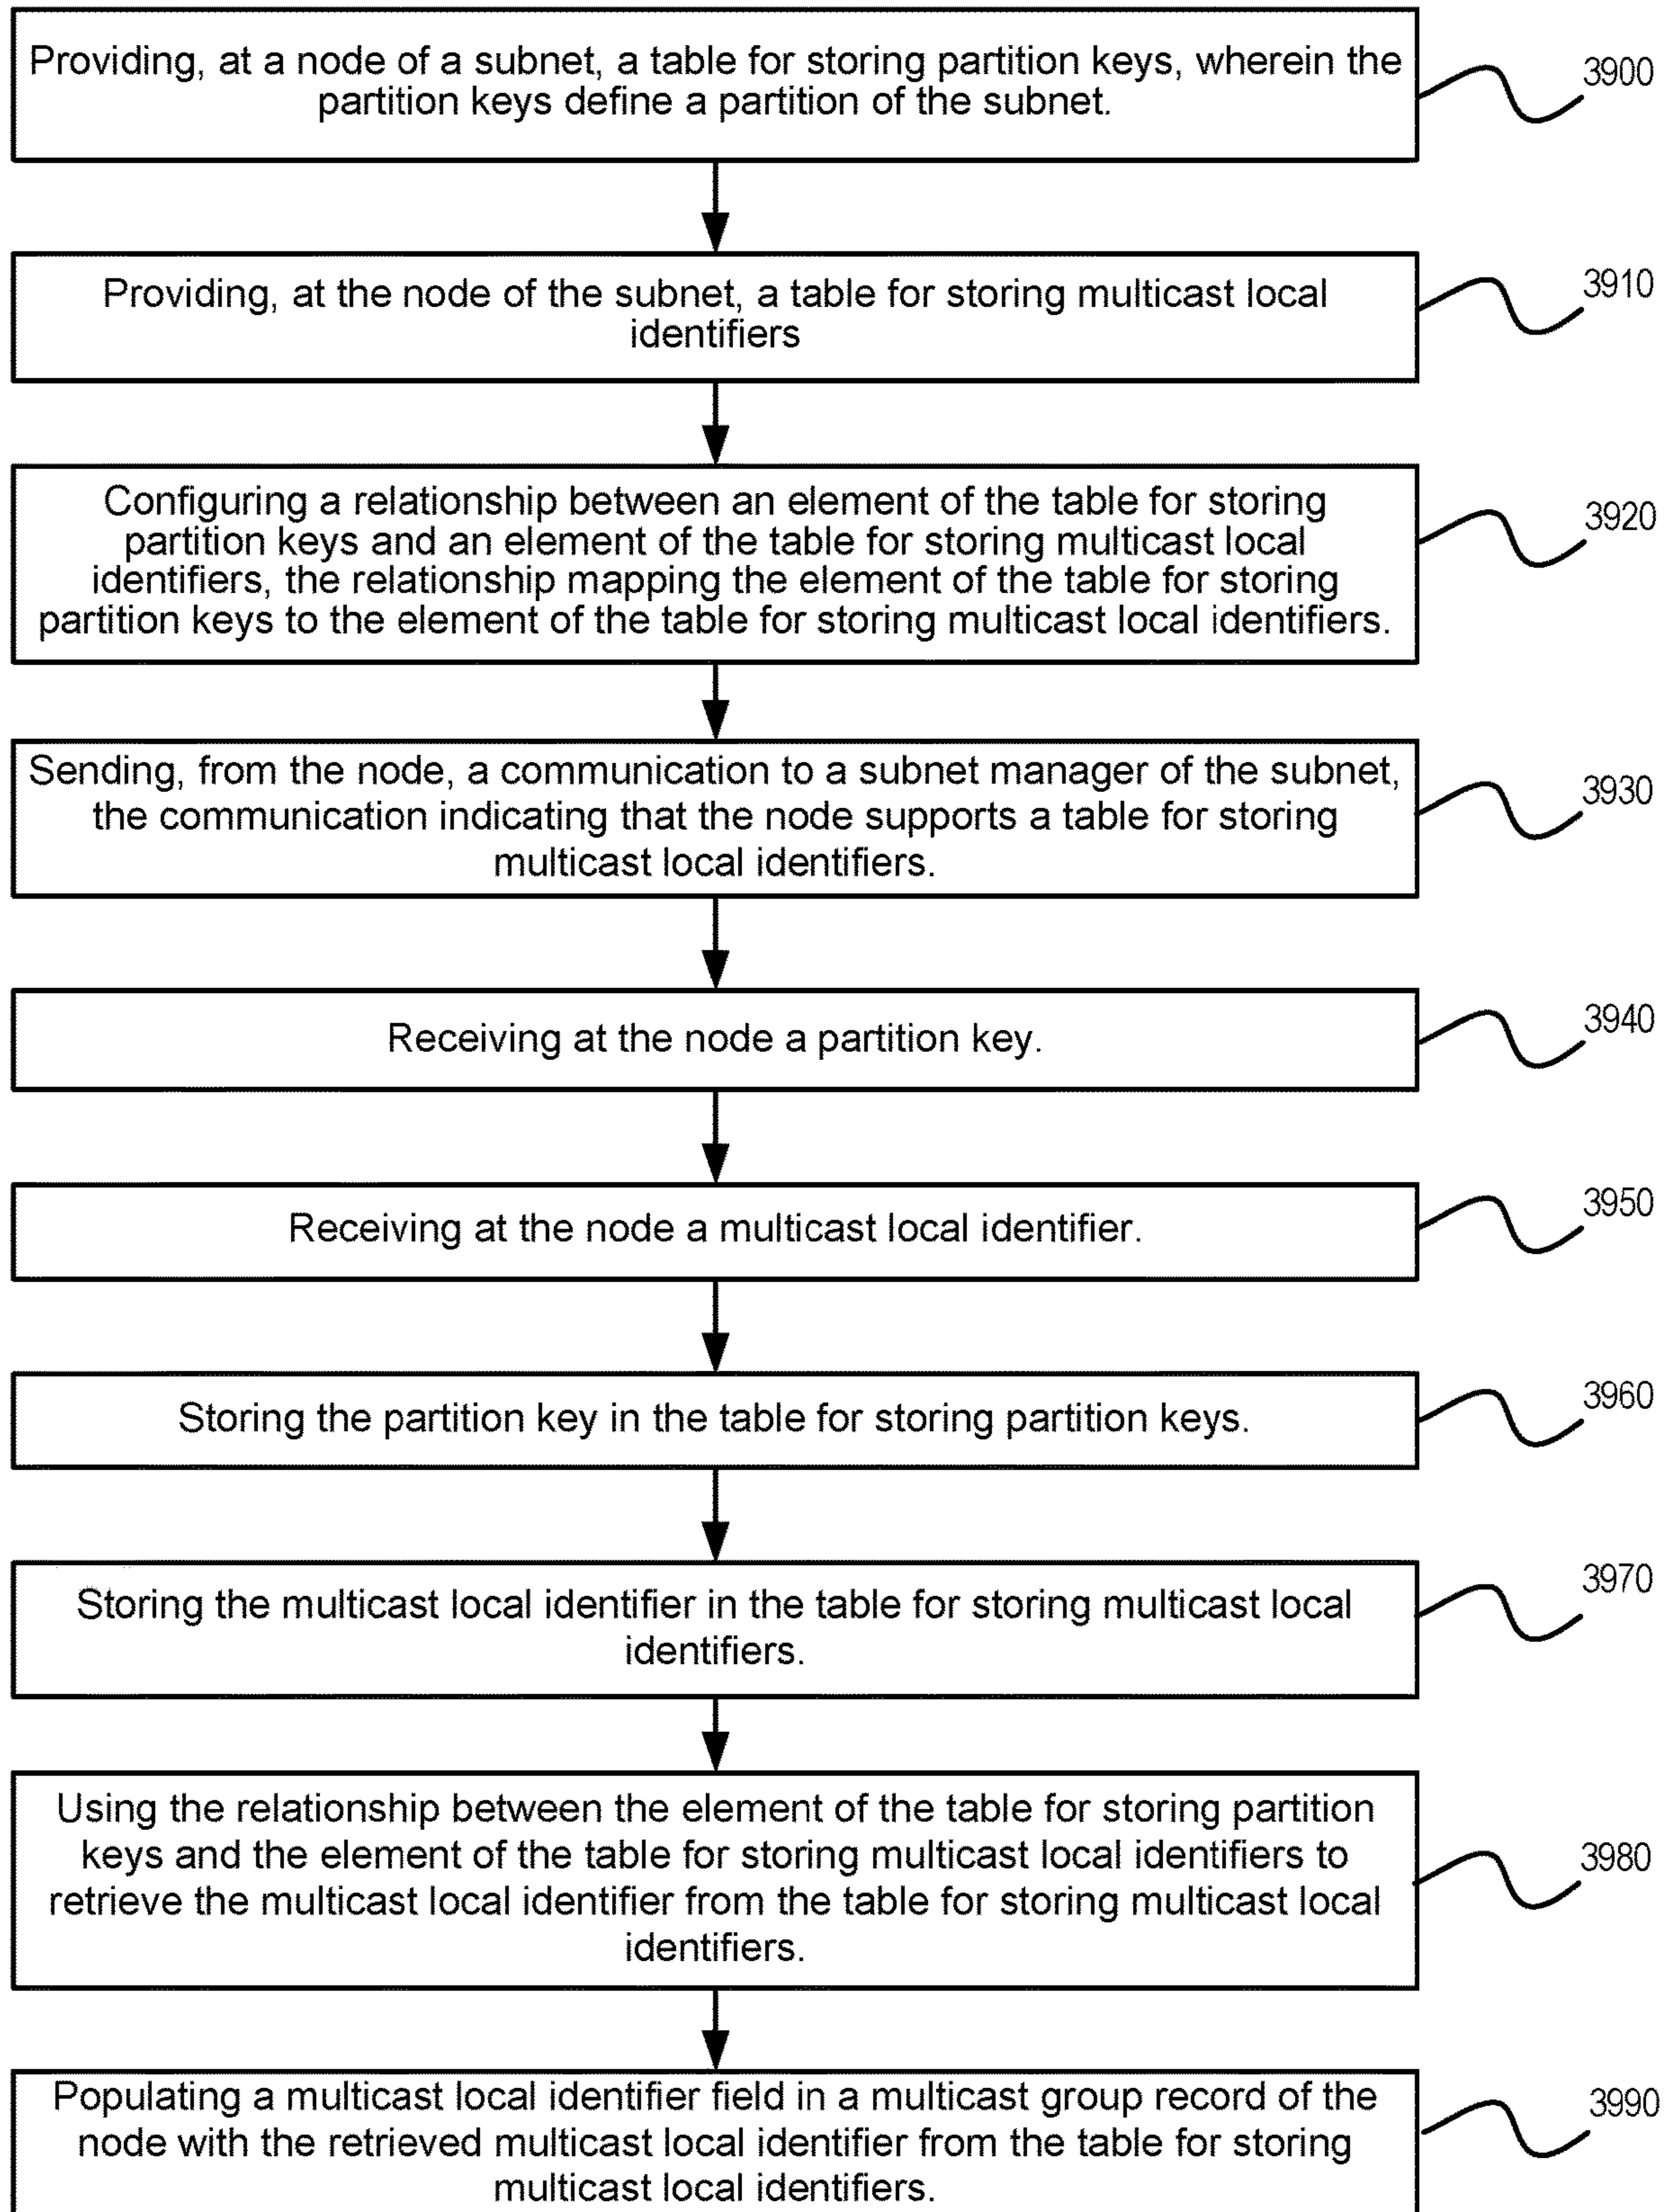 Providing, at a node of a subnet, a table for storing partition keys, wherein the
partition keys define a partition of the subnet.
3900
Providing, at the node of the subnet, a table for storing multicast local
identifiers
3910
Configuring a relationship between an element of the table for storing
partition keys and an element of the table for storing multicast local
identifiers, the relationship mapping the element of the table for storing
partition keys to the element of the table for storing multicast local identifiers.
3920
Sending, from the node, a communication to a subnet manager of the subnet,
the communication indicating that the node supports a table for storing
multicast local identifiers.
3930
Receiving at the node a partition key.
3940
Receiving at the node a multicast local identifier.
3950
Storing the partition key in the table for storing partition keys.
3960
Storing the multicast local identifier in the table for storing multicast local
identifiers.
3970
Using the relationship between the element of the table for storing partition
keys and the element of the table for storing multicast local identifiers to
retrieve the multicast local identifier from the table for storing multicast local
identifiers.
3980
Populating a multicast local identifier field in a multicast group record of the
node with the retrieved multicast local identifier from the table for storing
multicast local identifiers.
3990